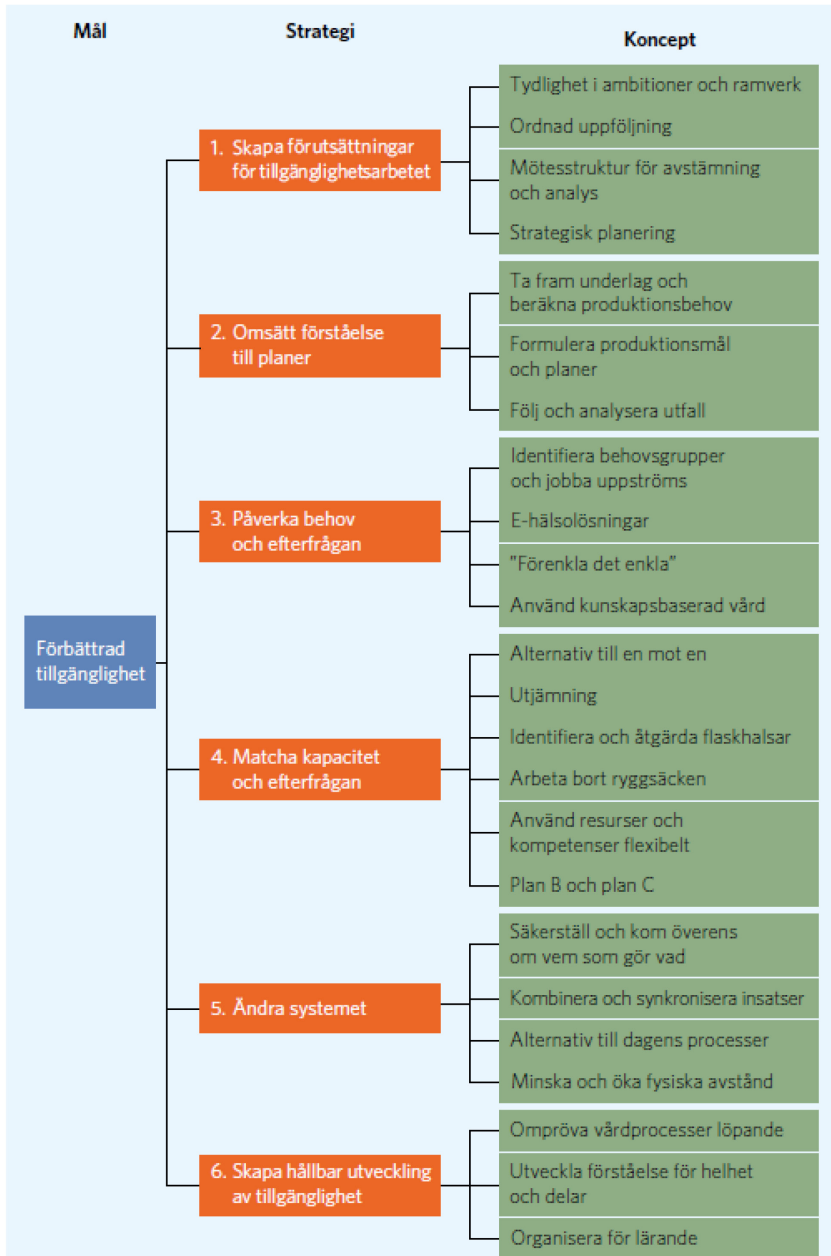 Mål
Strategi
Koncept
Förbättrad
tillgänglighet
1. Skapa förutsättningar
för tillgänglighetsarbetet
Tydlighet i ambitioner och ramverk
Ordnad uppföljning
Mötesstruktur för avstämning
och analys
Strategisk planering
2. Omsätt förståelse
till planer
Ta fram underlag och
beräkna produktionsbehov
Formulera produktionsmål
och planer
Följ och analysera utfall
3. Påverka behov
och efterfrågan
Identifiera behovsgrupper
och jobba uppströms
E-hälsolösningar
"Förenkla det enkla"
Använd kunskapsbaserad vård
4. Matcha kapacitet
och efterfrågan
Alternativ till en mot en
Utjämning
Identifiera och åtgärda flaskhalsar
Arbeta bort ryggsäcken
Använd resurser och
kompetenser flexibelt
Plan B och plan C
5. Ändra systemet
Säkerställ och kom överens
om vem som gör vad
Kombinera och synkronisera insatser
Alternativ till dagens processer
Minska och öka fysiska avstånd
6. Skapa hållbar utveckling
av tillgänglighet
Ompröva vårdprocesser löpande
Utveckla förståelse för helhet
och delar
Organisera för lärande